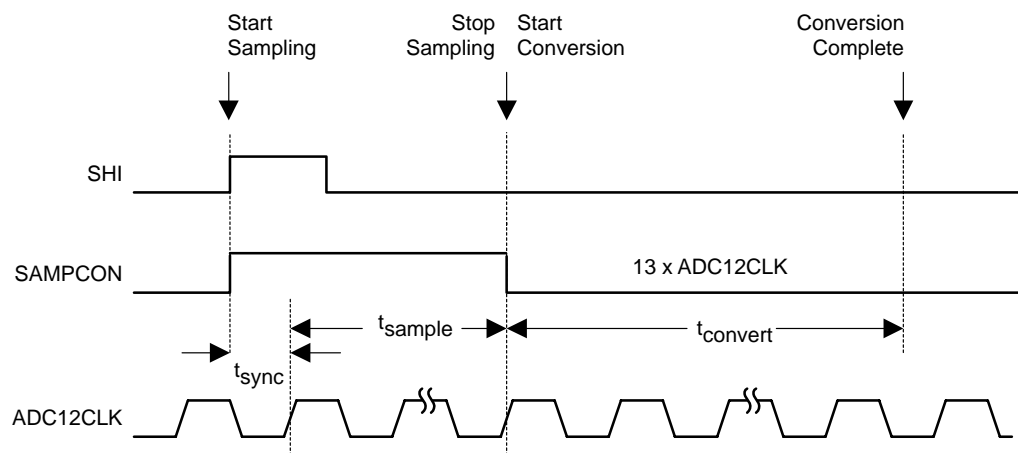 Start
Sampling
Stop
Sampling
Start
Conversion
Conversion
Complete
SHI
SAMPCON
13 x ADC12CLK
tsample
tconvert
tsync
ADC12CLK